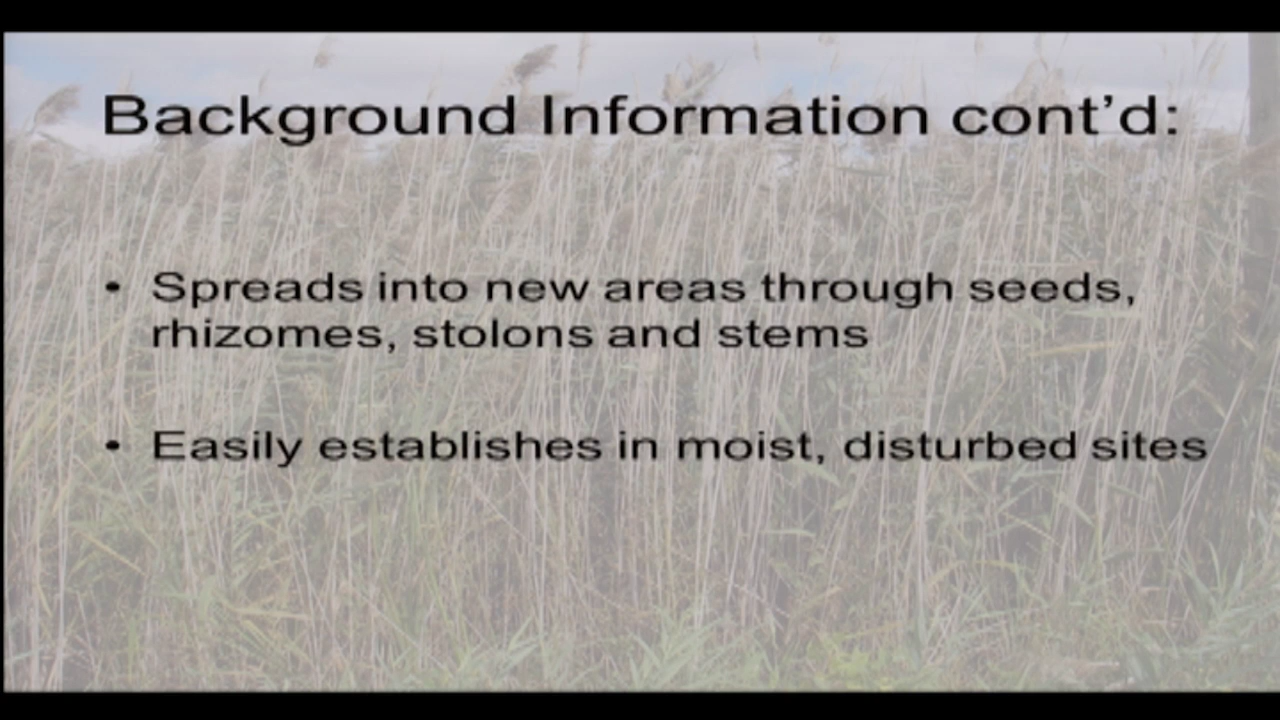 Background Information cont’d:
• Spreads into new areas through seeds,
rhizomes, stolons and stems
• Easily establishes in moist, disturbed sites